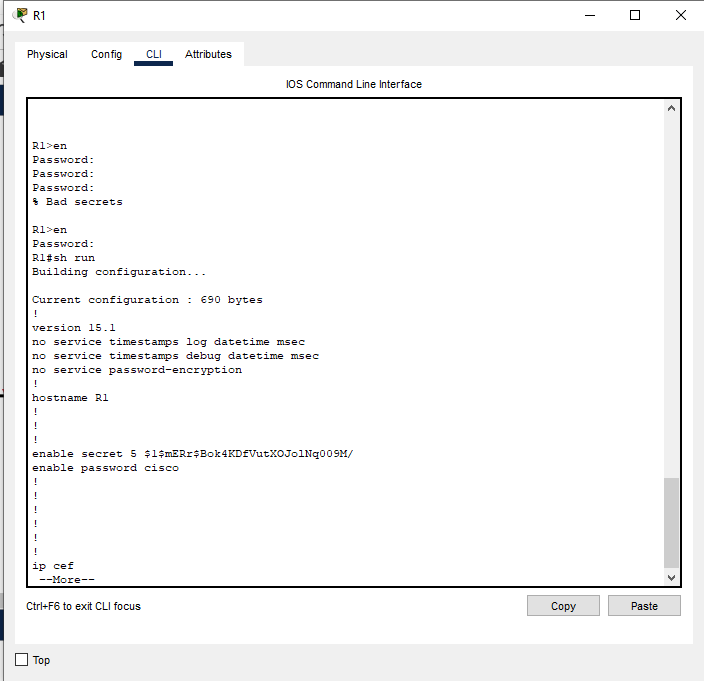 R1
Physical Config CLI Attributes
IOS Command Line Interface
R1>en
Password:
Password:
Password:
% Bad secrets
R1>en
Password:
R1#sh run
Building configuration...
Current configuration : 690 bytes
!
version 15.1
no service timestamps log datetime msec
no service timestamps debug datetime msec
no service password-encryption
!
hostname R1
!
!
!
enable secret 5 $1$mERr$Bok4KDfVutXOJolNq009M/
enable password cisco
!
!
!
!
!
!
ip cef
--More--
Ctrl+F6 to exit CLI focus
Copy Paste
Top